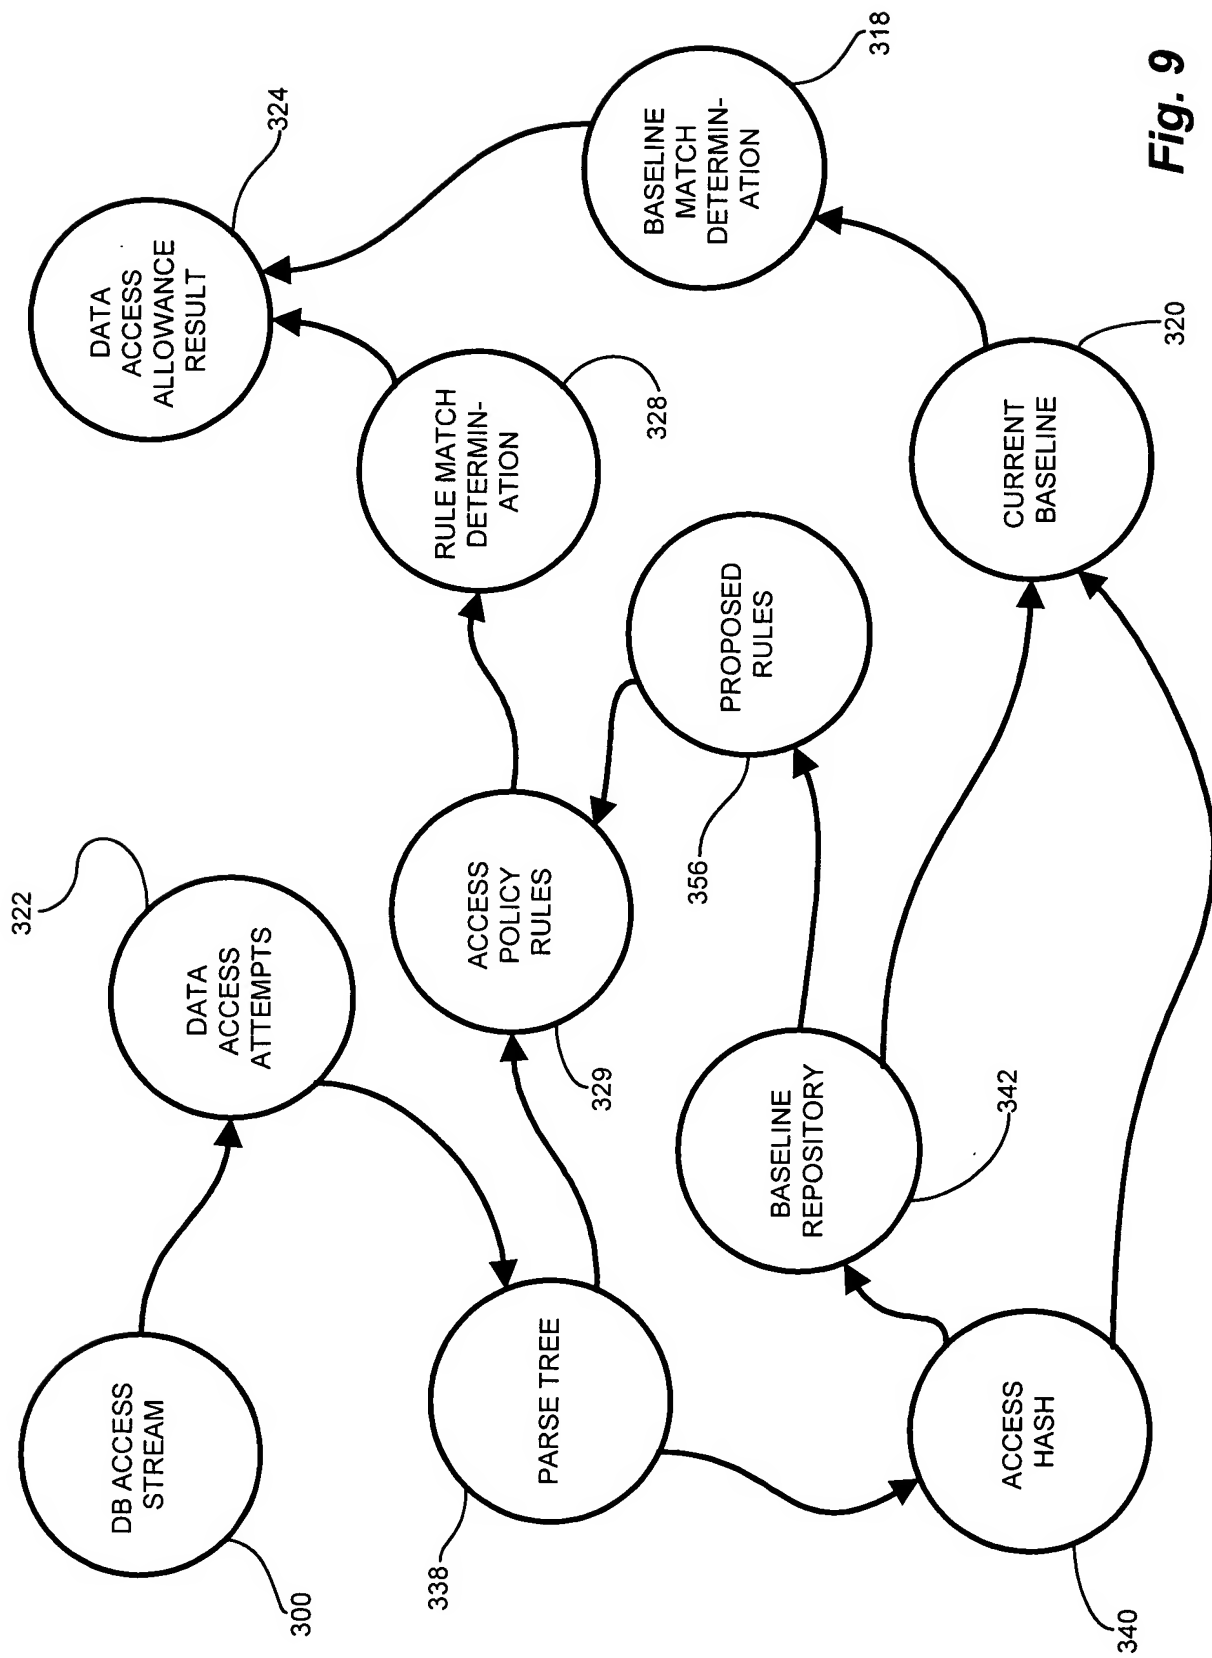 DB ACCESS
STREAM
300
DATA
ACCESS
ATTEMPTS
322
DATA
ACCESS
ALLOWANCE
RESULT
324
PARSE TREE
338
ACCESS
POLICY
RULES
329
RULE MATCH
DETERMIN-
ATION
328
BASELINE
REPOSITORY
342
PROPOSED
RULES
356
BASELINE
MATCH
DETERMIN-
ATION
318
ACCESS
HASH
340
CURRENT
BASELINE
320
Fig. 9